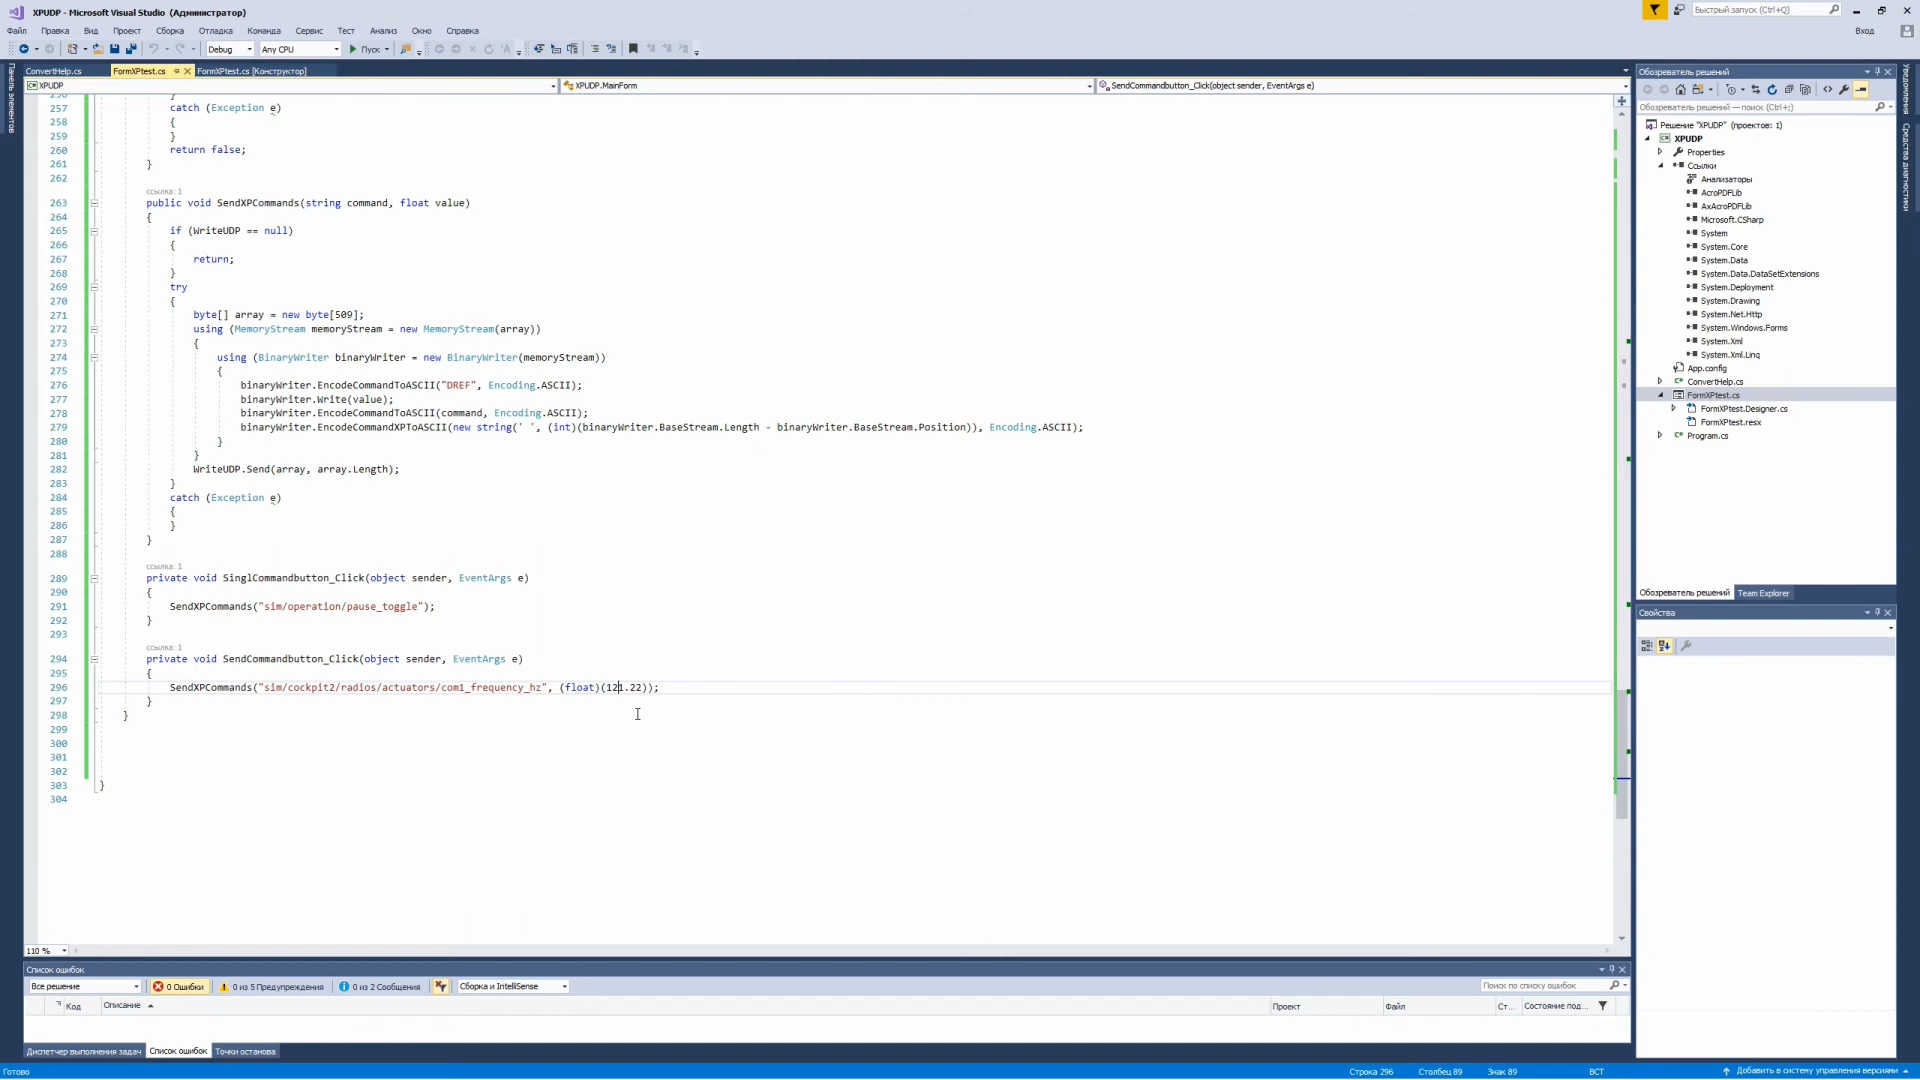 XPUDP - Microsoft Visual Studio (Администратор)
Быстрый запуск (Ctrl+Q)
Файл Правка Вид Проект Сборка Отладка Команда Сервис Тест Анализ Окно Справка
Вход
Debug Any CPU Пуск
Панель элементов
ConvertHelp.cs FormXPtest.cs FormXPtest.cs [Конструктор]
XPUDP XPUDP.MainForm SendCommandbutton_Click(object sender, EventArgs e)
256 }
257 catch (Exception e)
258 {
259 }
260 return false;
261 }
262
ссылка: 1
263 public void SendXPCommands(string command, float value)
264 {
265 if (WriteUDP == null)
266 {
267 return;
268 }
269 try
270 {
271 byte[] array = new byte[509];
272 using (MemoryStream memoryStream = new MemoryStream(array))
273 {
274 using (BinaryWriter binaryWriter = new BinaryWriter(memoryStream))
275 {
276 binaryWriter.EncodeCommandToASCII("DREF", Encoding.ASCII);
277 binaryWriter.Write(value);
278 binaryWriter.EncodeCommandToASCII(command, Encoding.ASCII);
279 binaryWriter.EncodeCommandXPToASCII(new string(' ', (int)(binaryWriter.BaseStream.Length - binaryWriter.BaseStream.Position)), Encoding.ASCII);
280 }
281 }
282 WriteUDP.Send(array, array.Length);
283 }
284 catch (Exception e)
285 {
286 }
287 }
288
ссылка: 1
289 private void SinglCommandbutton_Click(object sender, EventArgs e)
290 {
291 SendXPCommands("sim/operation/pause_toggle");
292 }
293
ссылка: 1
294 private void SendCommandbutton_Click(object sender, EventArgs e)
295 {
296 SendXPCommands("sim/cockpit2/radios/actuators/com1_frequency_hz", (float)(121.22));
297 }
298 }
299
300
301
302
303 }
304
110 %
Обозреватель решений
Обозреватель решений — поиск (Ctrl+;)
Решение "XPUDP" (проектов: 1)
XPUDP
Properties
Ссылки
Анализаторы
AcroPDFLib
AxAcroPDFLib
Microsoft.CSharp
System
System.Core
System.Data
System.Data.DataSetExtensions
System.Deployment
System.Drawing
System.Net.Http
System.Windows.Forms
System.Xml
System.Xml.Linq
App.config
ConvertHelp.cs
FormXPtest.cs
FormXPtest.Designer.cs
FormXPtest.resx
Program.cs
Обозреватель решений Team Explorer
Свойства
Уведомления
Средства диагностики
Список ошибок
Все решение 0 Ошибки 0 из 5 Предупреждения 0 из 2 Сообщения Сборка и IntelliSense Поиск по списку ошибок
Код Описание Проект Файл Ст... Состояние под...
Диспетчер выполнения задач Список ошибок Точки останова
Готово Строка 296 Столбец 89 Знак 89 ВСТ Добавить в систему управления версиями